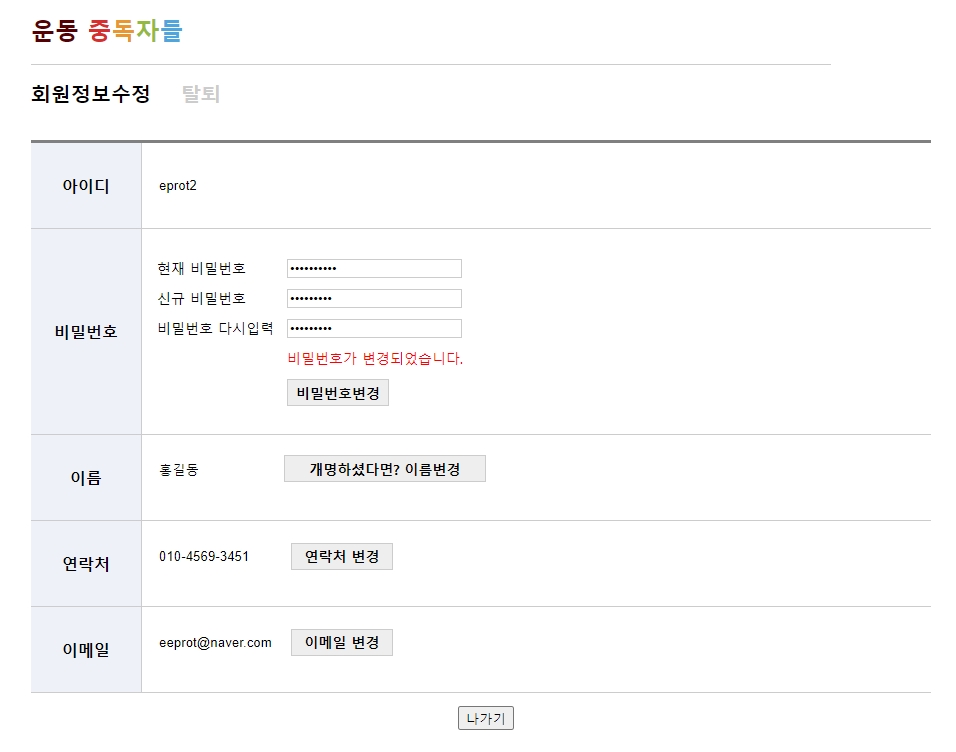 운동 중독자들
회원정보수정 탈퇴
아이디 eprot2
비밀번호
현재 비밀번호 ••••••••••
신규 비밀번호 •••••••••
비밀번호 다시입력 •••••••••
비밀번호가 변경되었습니다.
비밀번호변경
이름 홍길동 개명하셨다면? 이름변경
연락처 010-4569-3451 연락처 변경
이메일 eeprot@naver.com 이메일 변경
나가기